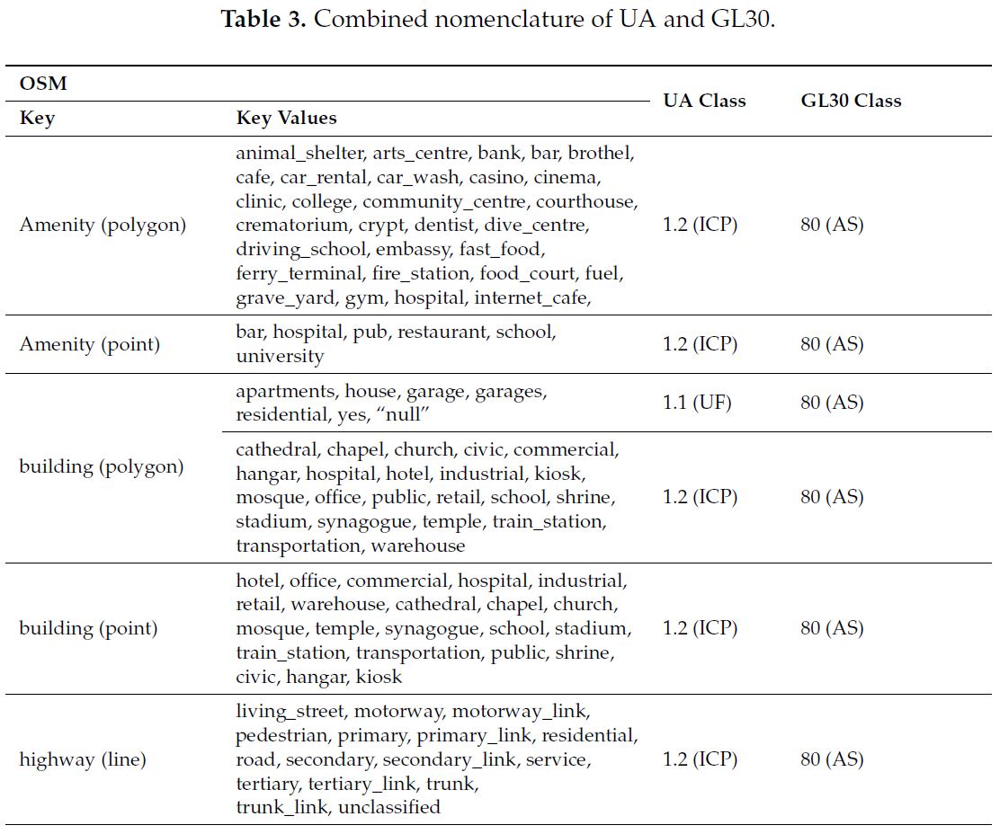 Table 3. Combined nomenclature of UA and GL30.
OSM
UA Class
GL30 Class
Key
Key Values
Amenity (polygon)
animal_shelter, arts_centre, bank, bar, brothel,
cafe, car_rental, car_wash, casino, cinema,
clinic, college, community_centre, courthouse,
crematorium, crypt, dentist, dive_centre,
driving_school, embassy, fast_food,
ferry_terminal, fire_station, food_court, fuel,
grave_yard, gym, hospital, internet_cafe,
1.2 (ICP)
80 (AS)
Amenity (point)
bar, hospital, pub, restaurant, school,
university
1.2 (ICP)
80 (AS)
building (polygon)
apartments, house, garage, garages,
residential, yes, “null”
1.1 (UF)
80 (AS)
cathedral, chapel, church, civic, commercial,
hangar, hospital, hotel, industrial, kiosk,
mosque, office, public, retail, school, shrine,
stadium, synagogue, temple, train_station,
transportation, warehouse
1.2 (ICP)
80 (AS)
building (point)
hotel, office, commercial, hospital, industrial,
retail, warehouse, cathedral, chapel, church,
mosque, temple, synagogue, school, stadium,
train_station, transportation, public, shrine,
civic, hangar, kiosk
1.2 (ICP)
80 (AS)
highway (line)
living_street, motorway, motorway_link,
pedestrian, primary, primary_link, residential,
road, secondary, secondary_link, service,
tertiary, tertiary_link, trunk,
trunk_link, unclassified
1.2 (ICP)
80 (AS)